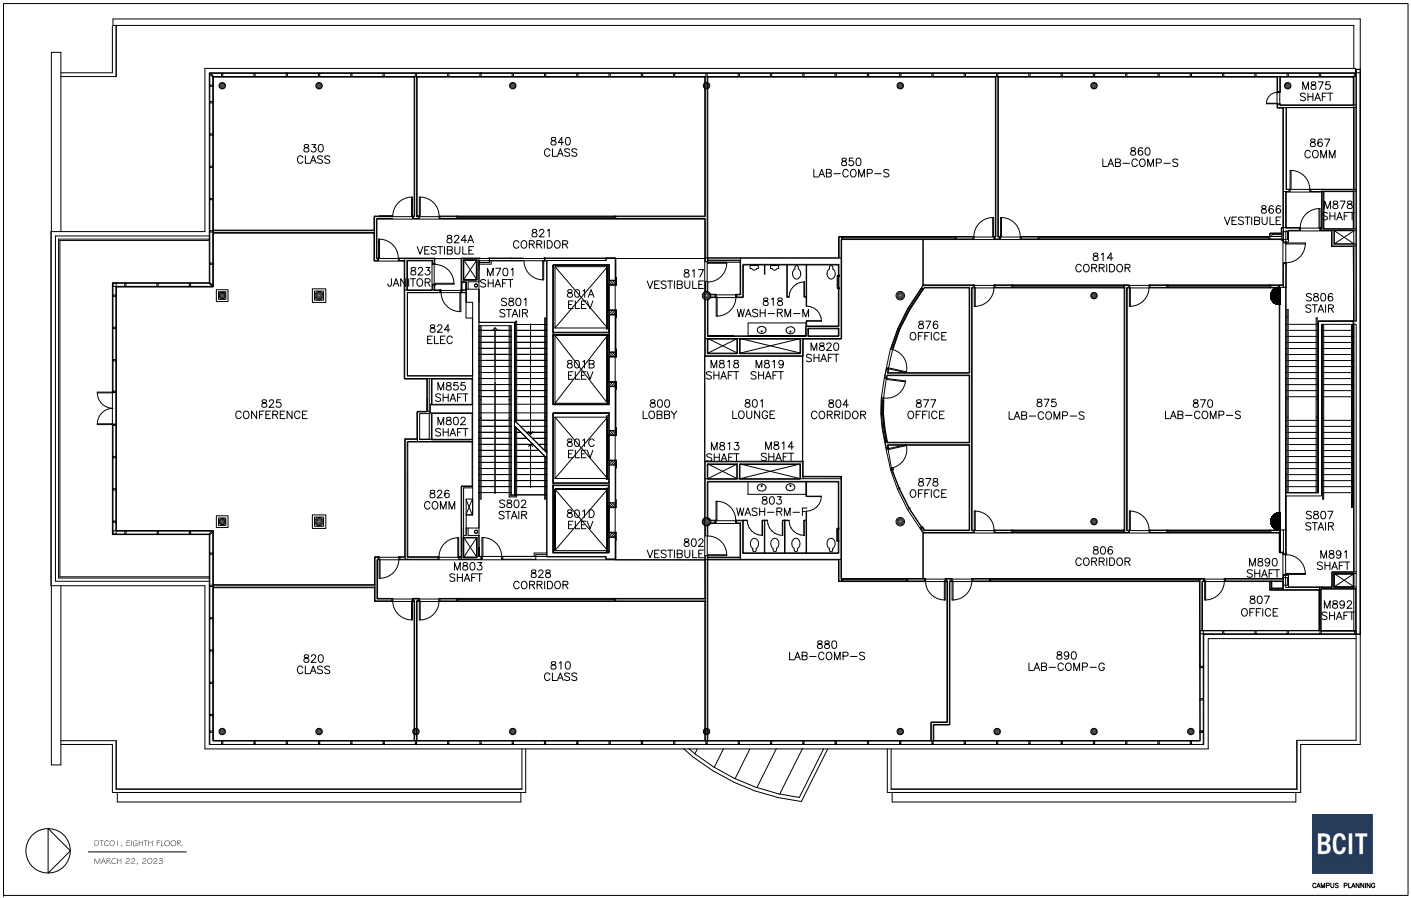 M875
SHAFT
830
CLASS
840
CLASS
850
LAB-COMP-S
860
LAB-COMP-S
867
COMM
866
VESTIBULE
M878
SHAFT
824A
VESTIBULE
821
CORRIDOR
814
CORRIDOR
823
JANITOR
M701
SHAFT
817
VESTIBULE
801A
ELEV
S801
STAIR
818
WASH-RM-M
S806
STAIR
824
ELEC
876
OFFICE
M820
SHAFT
801B
ELEV
M818
SHAFT
M819
SHAFT
M855
SHAFT
825
CONFERENCE
800
LOBBY
801
LOUNGE
804
CORRIDOR
877
OFFICE
875
LAB-COMP-S
870
LAB-COMP-S
M802
SHAFT
801C
ELEV
M813
SHAFT
M814
SHAFT
826
COMM
878
OFFICE
S802
STAIR
803
WASH-RM-F
801D
ELEV
S807
STAIR
802
VESTIBULE
806
CORRIDOR
M890
SHAFT
M891
SHAFT
M803
SHAFT
828
CORRIDOR
807
OFFICE
M892
SHAFT
820
CLASS
810
CLASS
880
LAB-COMP-S
890
LAB-COMP-G
DTC01, EIGHTH FLOOR
MARCH 22, 2023
BCIT
CAMPUS PLANNING